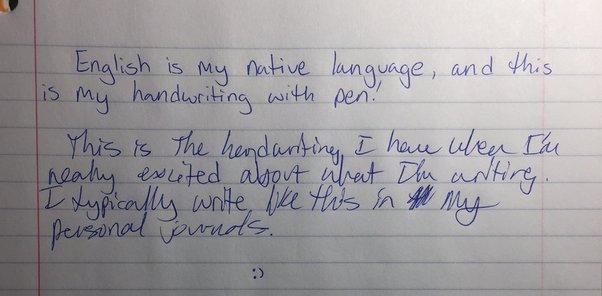 English is my native language, and this
is my handwriting with pen!
This is the handwriting I have when I'm
really excited about what I'm writing.
I typically write like this in my
personal journals.
:)